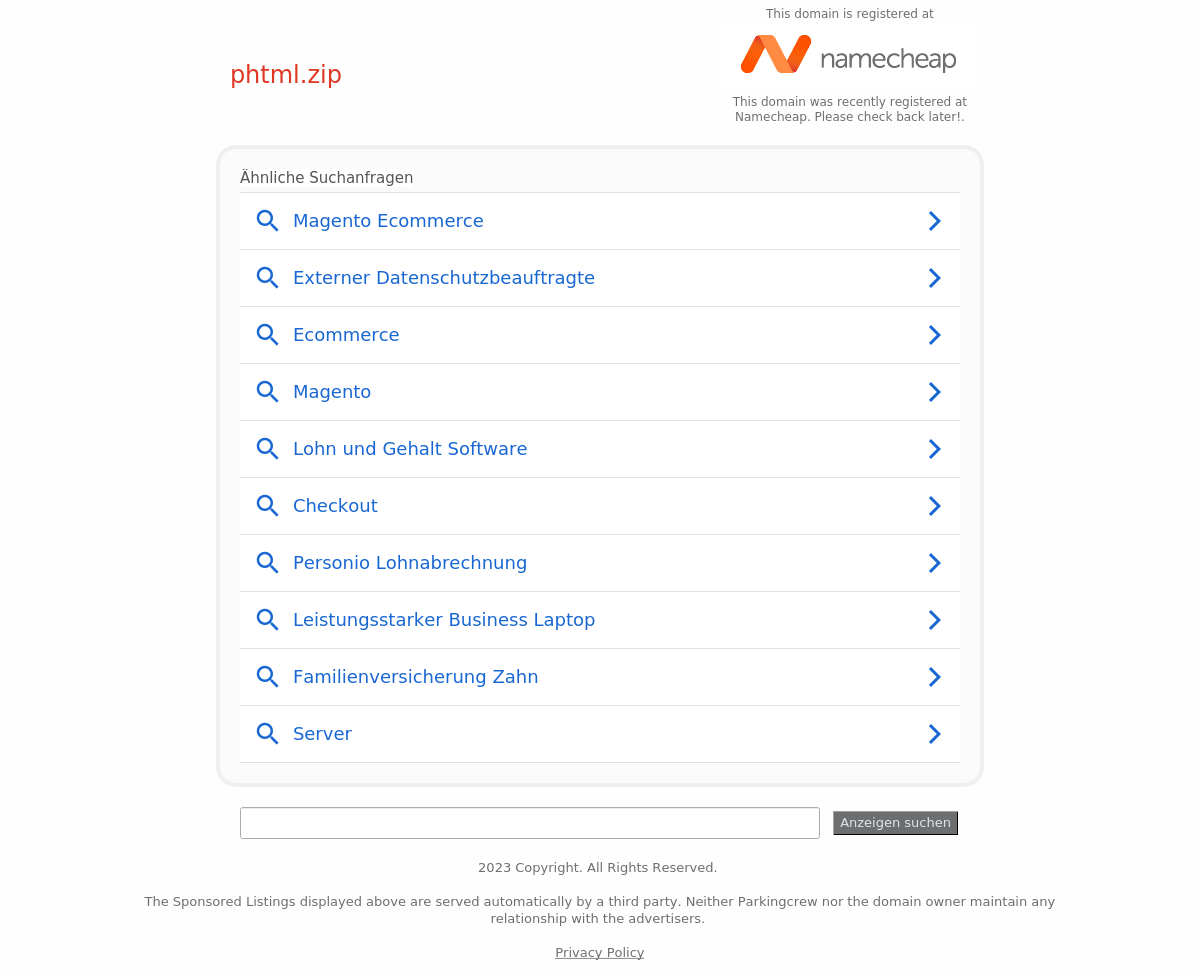 This domain is registered at
namecheap
phtml.zip
This domain was recently registered at
Namecheap. Please check back later!.
Ähnliche Suchanfragen
Magento Ecommerce
Externer Datenschutzbeauftragte
Ecommerce
Magento
Lohn und Gehalt Software
Checkout
Personio Lohnabrechnung
Leistungsstarker Business Laptop
Familienversicherung Zahn
Server
Anzeigen suchen
2023 Copyright. All Rights Reserved.
The Sponsored Listings displayed above are served automatically by a third party. Neither Parkingcrew nor the domain owner maintain any
relationship with the advertisers.
Privacy Policy